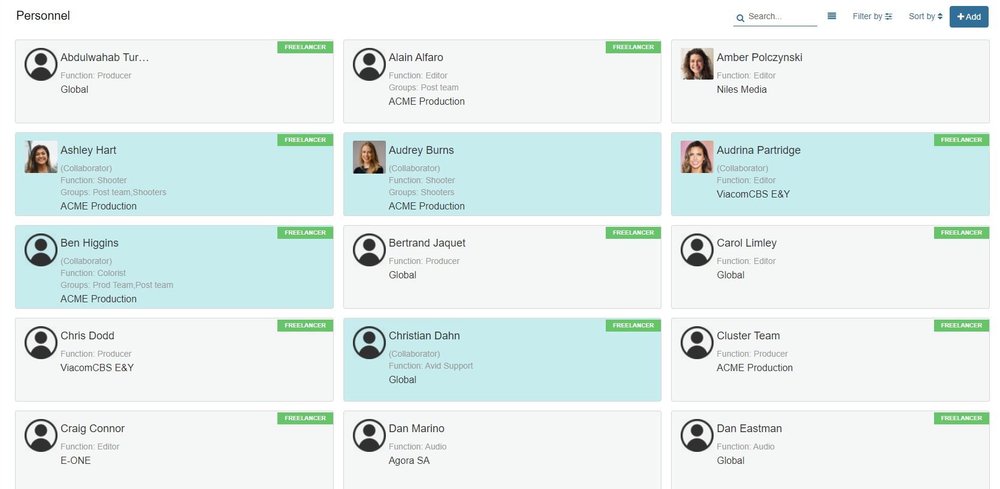 Personnel
Search...
Filter by
Sort by
Add
FREELANCER
Abdulwahab Tur…
Function: Producer
Global
FREELANCER
Alain Alfaro
Function: Editor
Groups: Post team
ACME Production
Amber Polczynski
Function: Editor
Niles Media
FREELANCER
Ashley Hart
(Collaborator)
Function: Shooter
Groups: Post team,Shooters
ACME Production
Audrey Burns
(Collaborator)
Function: Shooter
Groups: Shooters
ACME Production
FREELANCER
Audrina Partridge
(Collaborator)
Function: Editor
ViacomCBS E&Y
FREELANCER
Ben Higgins
(Collaborator)
Function: Colorist
Groups: Prod Team,Post team
ACME Production
FREELANCER
Bertrand Jaquet
Function: Producer
Global
FREELANCER
Carol Limley
Function: Editor
Global
FREELANCER
Chris Dodd
Function: Producer
ViacomCBS E&Y
FREELANCER
Christian Dahn
(Collaborator)
Function: Avid Support
Global
FREELANCER
Cluster Team
Function: Producer
ACME Production
FREELANCER
Craig Connor
Function: Editor
E-ONE
Dan Marino
Function: Audio
Agora SA
FREELANCER
Dan Eastman
Function: Audio
Global